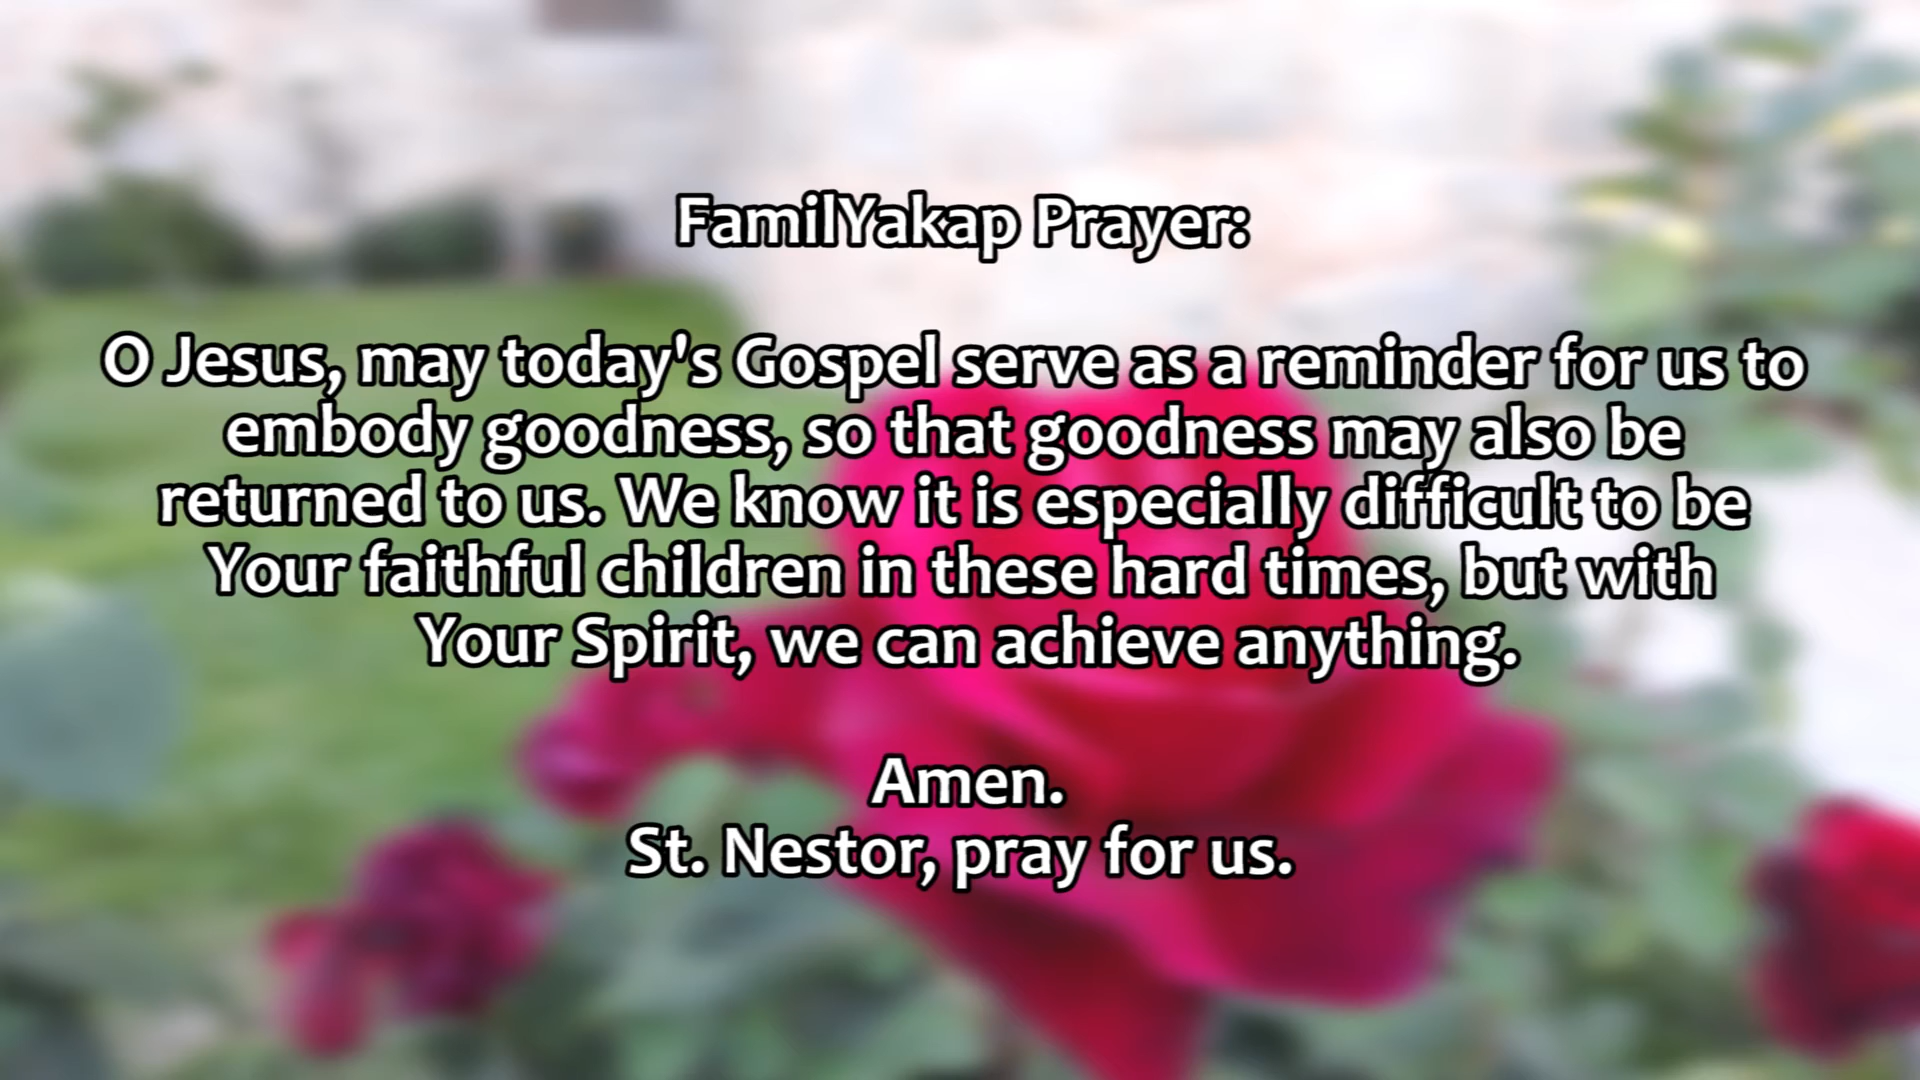 FamilYakap Prayer:
O Jesus, may today's Gospel serve as a reminder for us to
embody goodness, so that goodness may also be
returned to us. We know it is especially difficult to be
Your faithful children in these hard times, but with
Your Spirit, we can achieve anything.
Amen.
St. Nestor, pray for us.